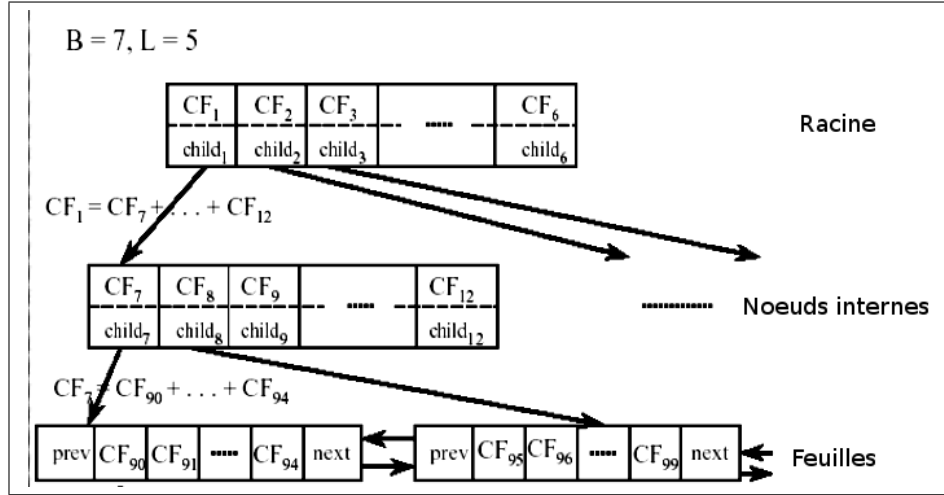 B = 7, L = 5
CF₁ CF₂ CF₃ ..... CF₆
child₁ child₂ child₃ child₆
Racine
CF₁ = CF₇ + . . . + CF₁₂
CF₇ CF₈ CF₉ ..... CF₁₂
child₇ child₈ child₉ child₁₂
............. Noeuds internes
CF₇ = CF₉₀ + . . . + CF₉₄
prev CF₉₀ CF₉₁ ..... CF₉₄ next
prev CF₉₅ CF₉₆ ..... CF₉₉ next
Feuilles